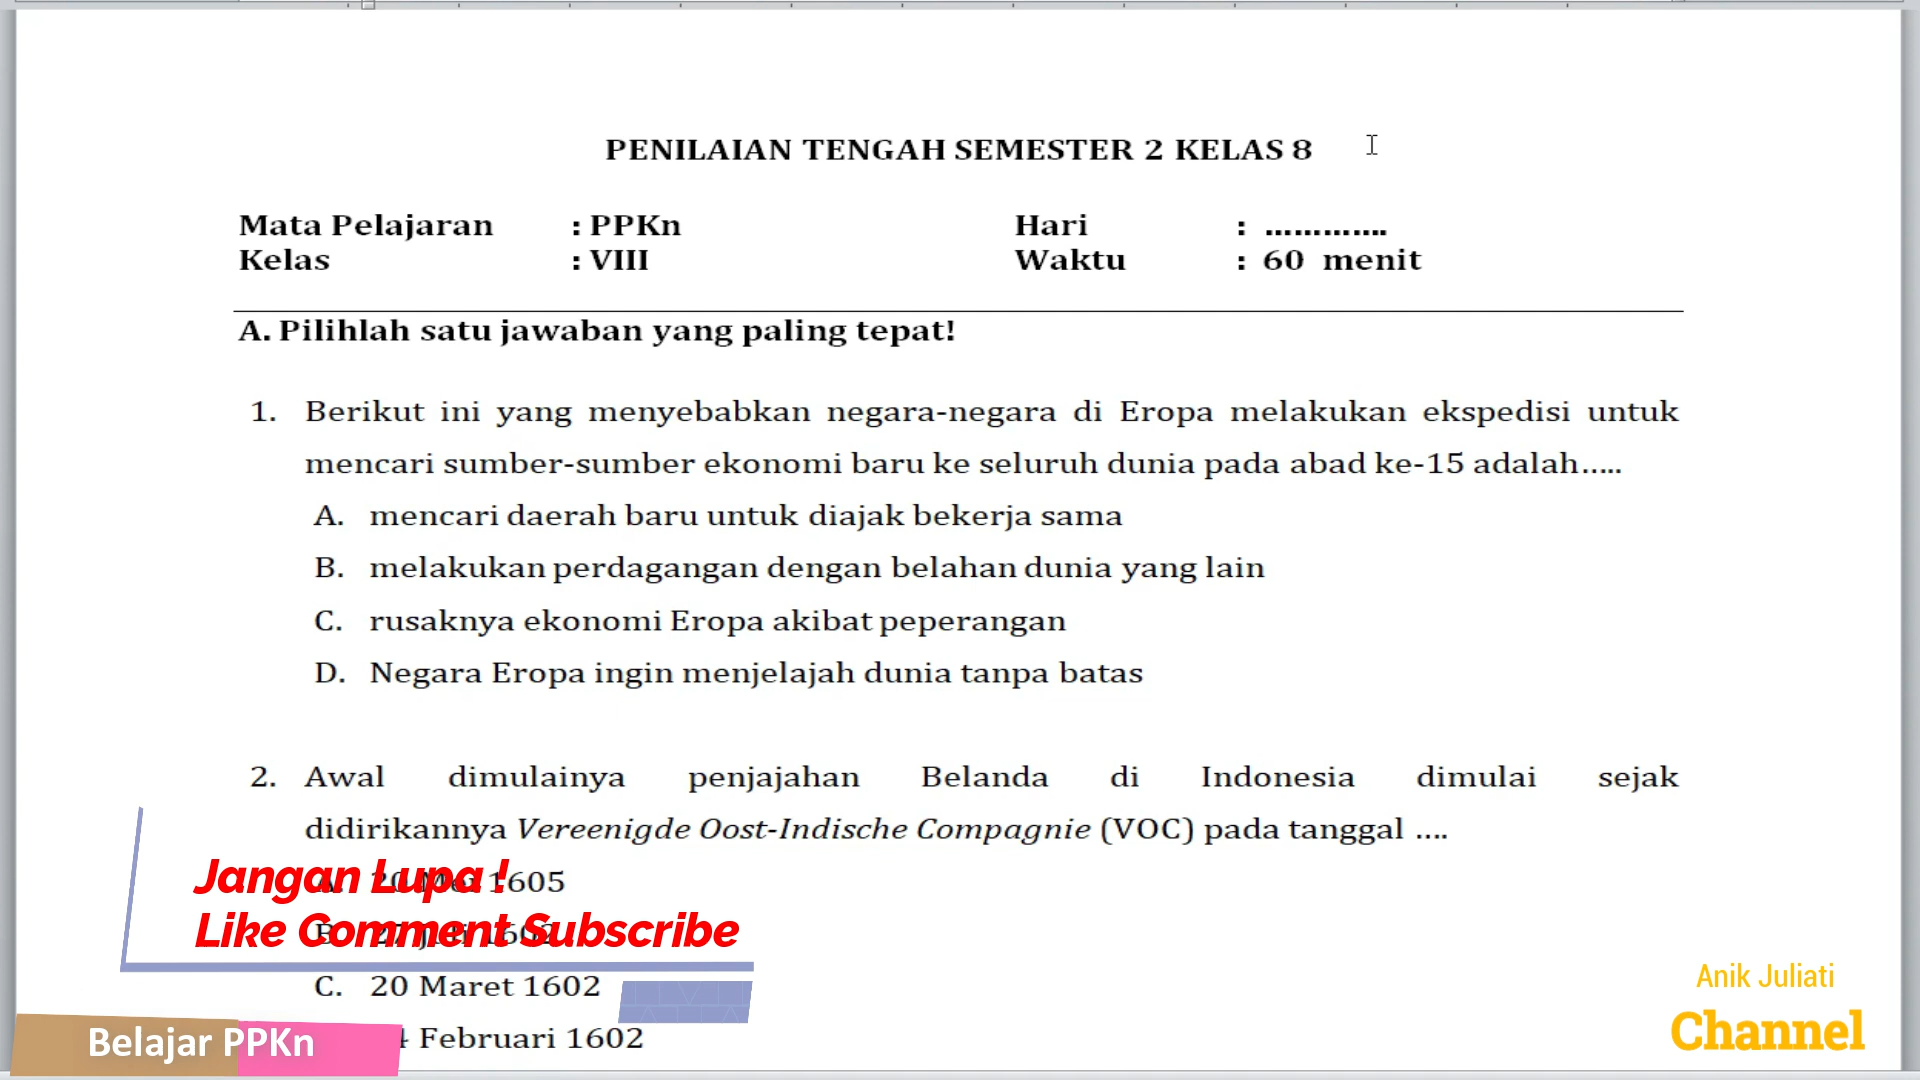 PENILAIAN TENGAH SEMESTER 2 KELAS 8
Mata Pelajaran : PPKn Hari : ………….
Kelas : VIII Waktu : 60 menit
A. Pilihlah satu jawaban yang paling tepat!
1. Berikut ini yang menyebabkan negara-negara di Eropa melakukan ekspedisi untuk
mencari sumber-sumber ekonomi baru ke seluruh dunia pada abad ke-15 adalah…..
A. mencari daerah baru untuk diajak bekerja sama
B. melakukan perdagangan dengan belahan dunia yang lain
C. rusaknya ekonomi Eropa akibat peperangan
D. Negara Eropa ingin menjelajah dunia tanpa batas
2. Awal dimulainya penjajahan Belanda di Indonesia dimulai sejak
didirikannya Vereenigde Oost-Indische Compagnie (VOC) pada tanggal ….
Jangan Lupa !
1605
Like Comment Subscribe
C. 20 Maret 1602
Februari 1602
Belajar PPKn
Anik Juliati
Channel